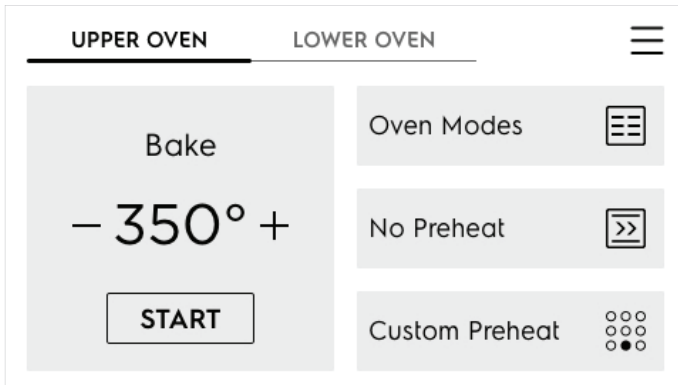 UPPER OVEN LOWER OVEN
Bake
− 350° +
START
Oven Modes
No Preheat
Custom Preheat